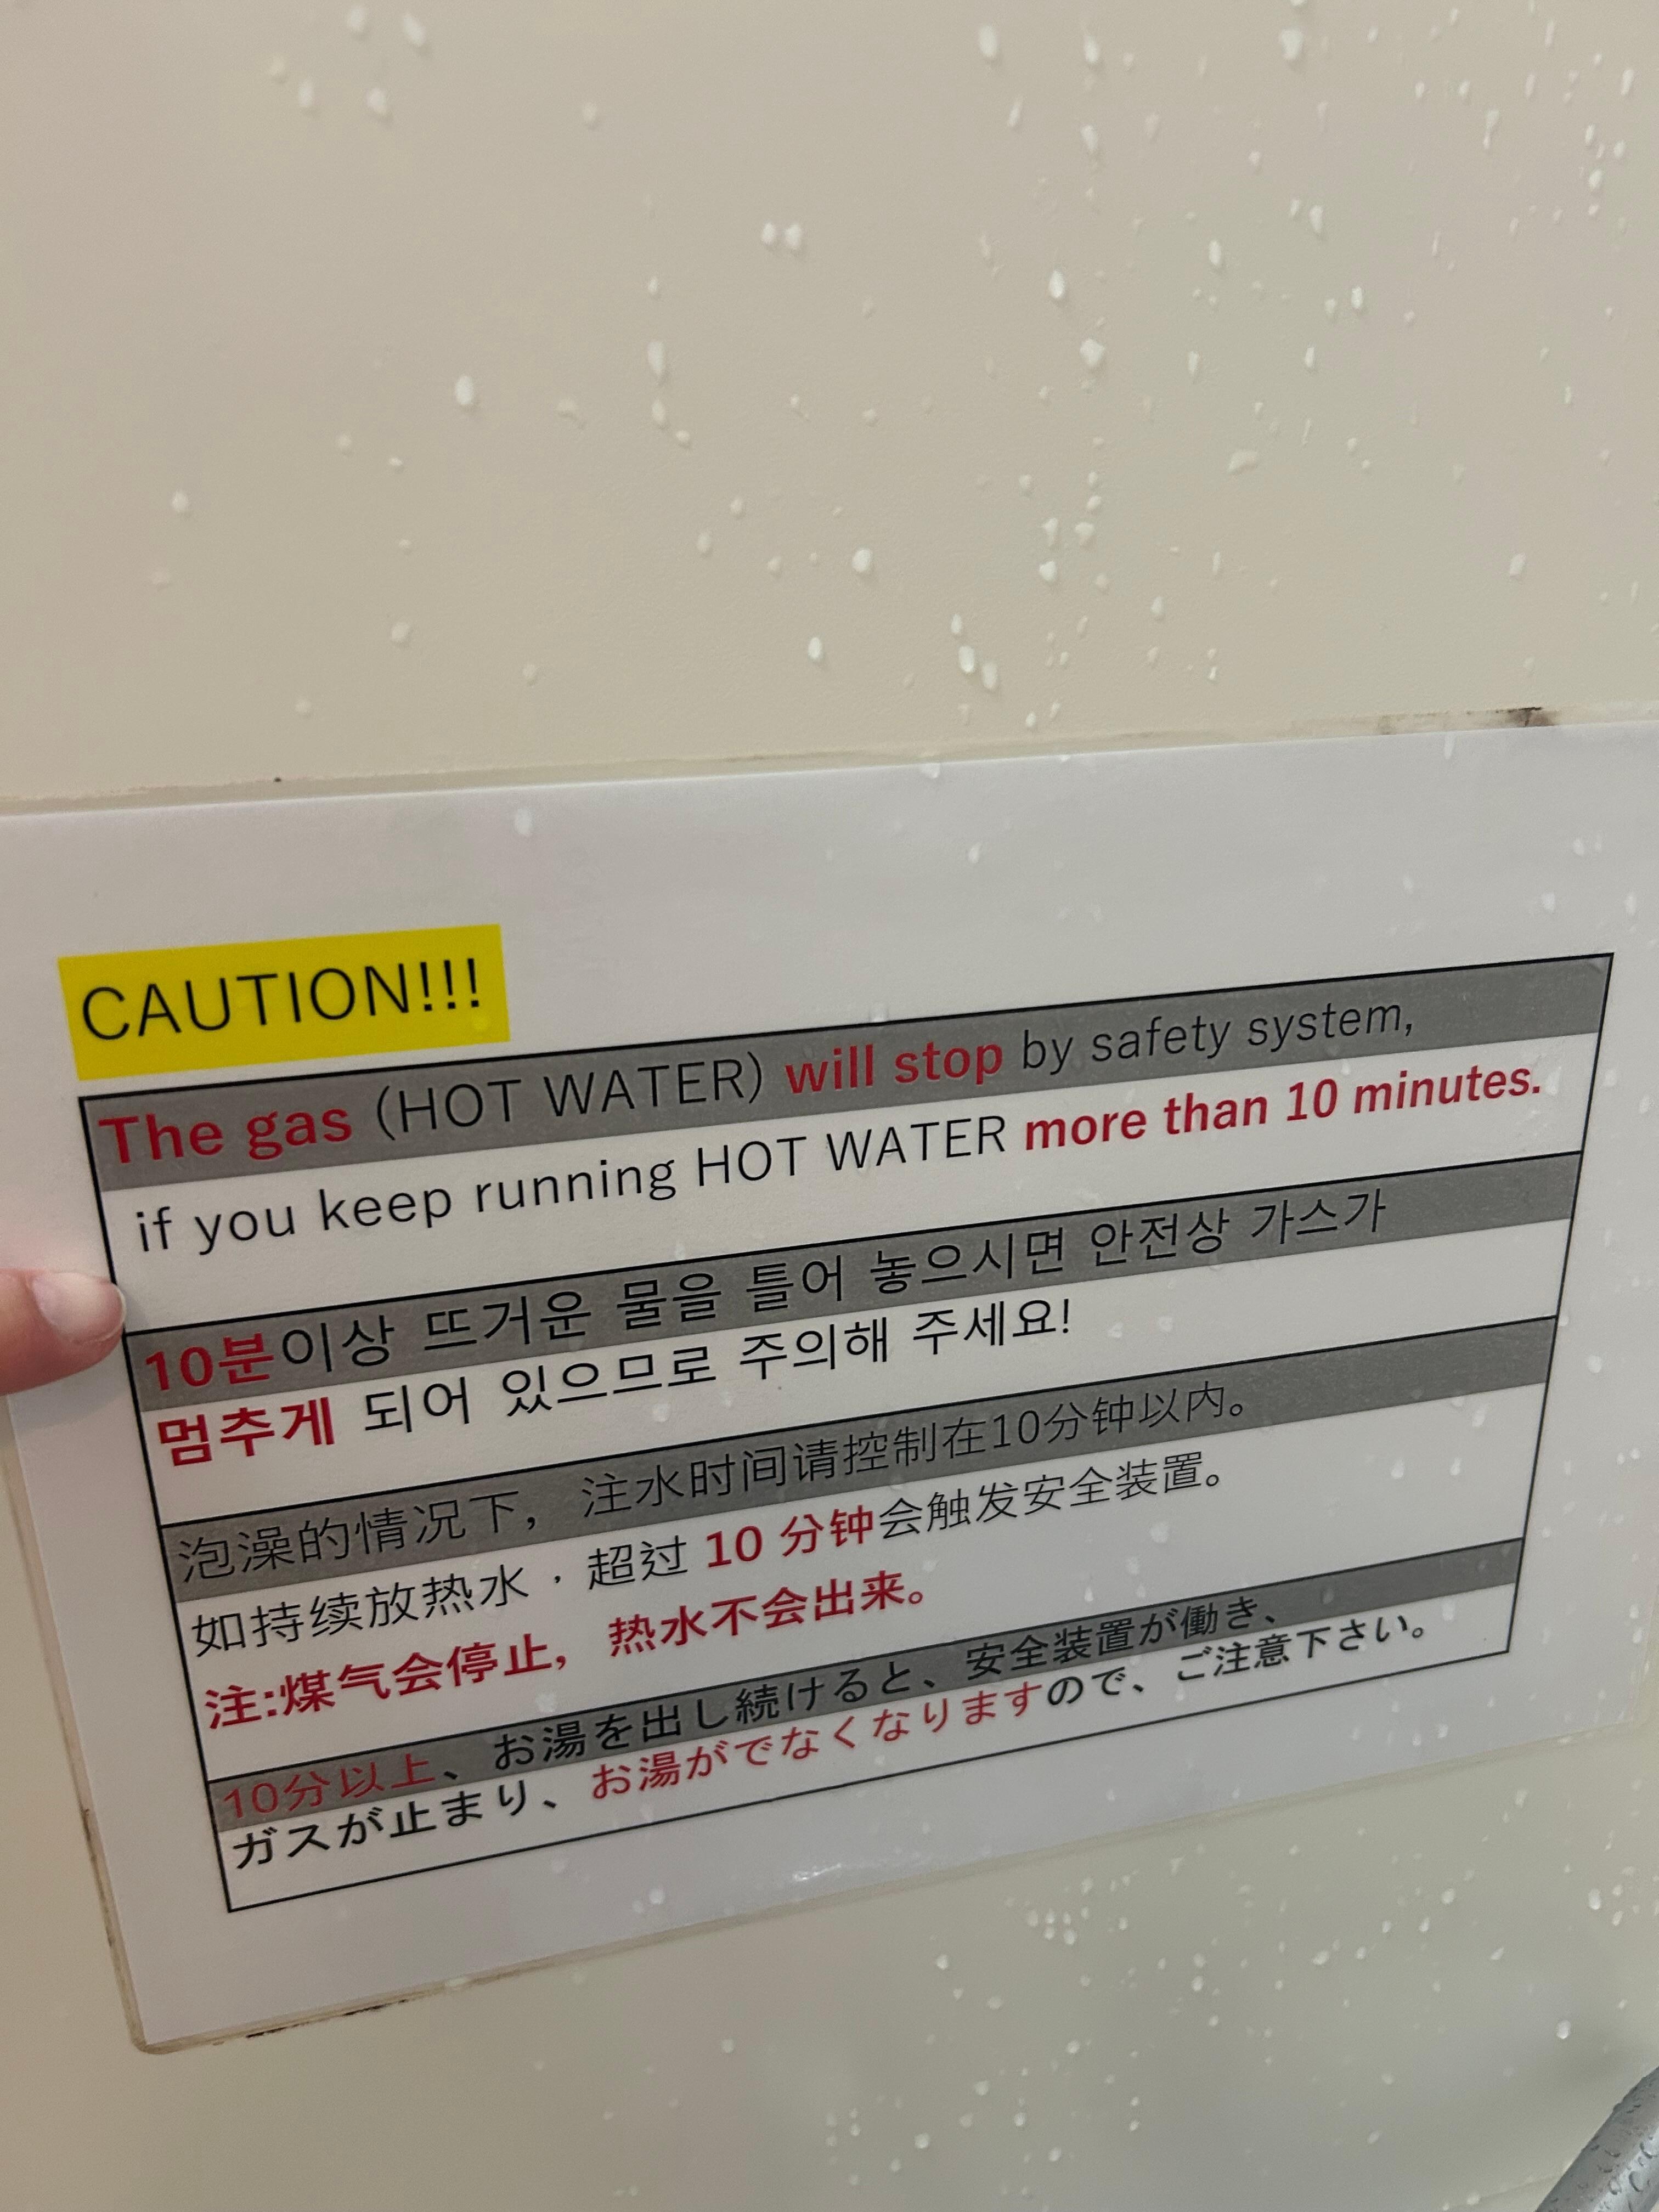 CAUTION!!!
The gas (HOT WATER) will stop by safety system,
if you keep running HOT WATER more than 10 minutes.
10분이상 뜨거운 물을 틀어 놓으시면 안전상 가스가
멈추게 되어 있으므로 주의해 주세요!
泡澡的情况下，注水时间请控制在10分钟以内。
如持续放热水，超过 10 分钟会触发安全装置。
注:煤气会停止，热水不会出来。
10分以上、お湯を出し続けると、安全装置が働き、
ガスが止まり、お湯がでなくなりますので、ご注意下さい。